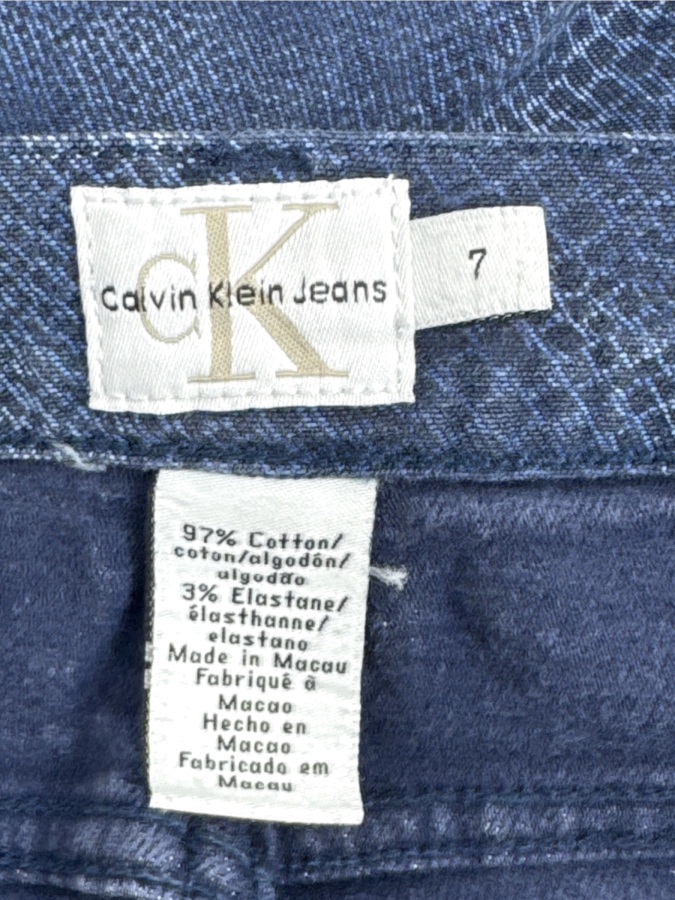 CK
Calvin Klein Jeans
7
97% Cotton/
coton/algodón/
algodão
3% Elastane/
élasthanne/
elastano
Made in Macau
Fabriqué à
Macao
Hecho en
Macao
Fabricado em
Macau